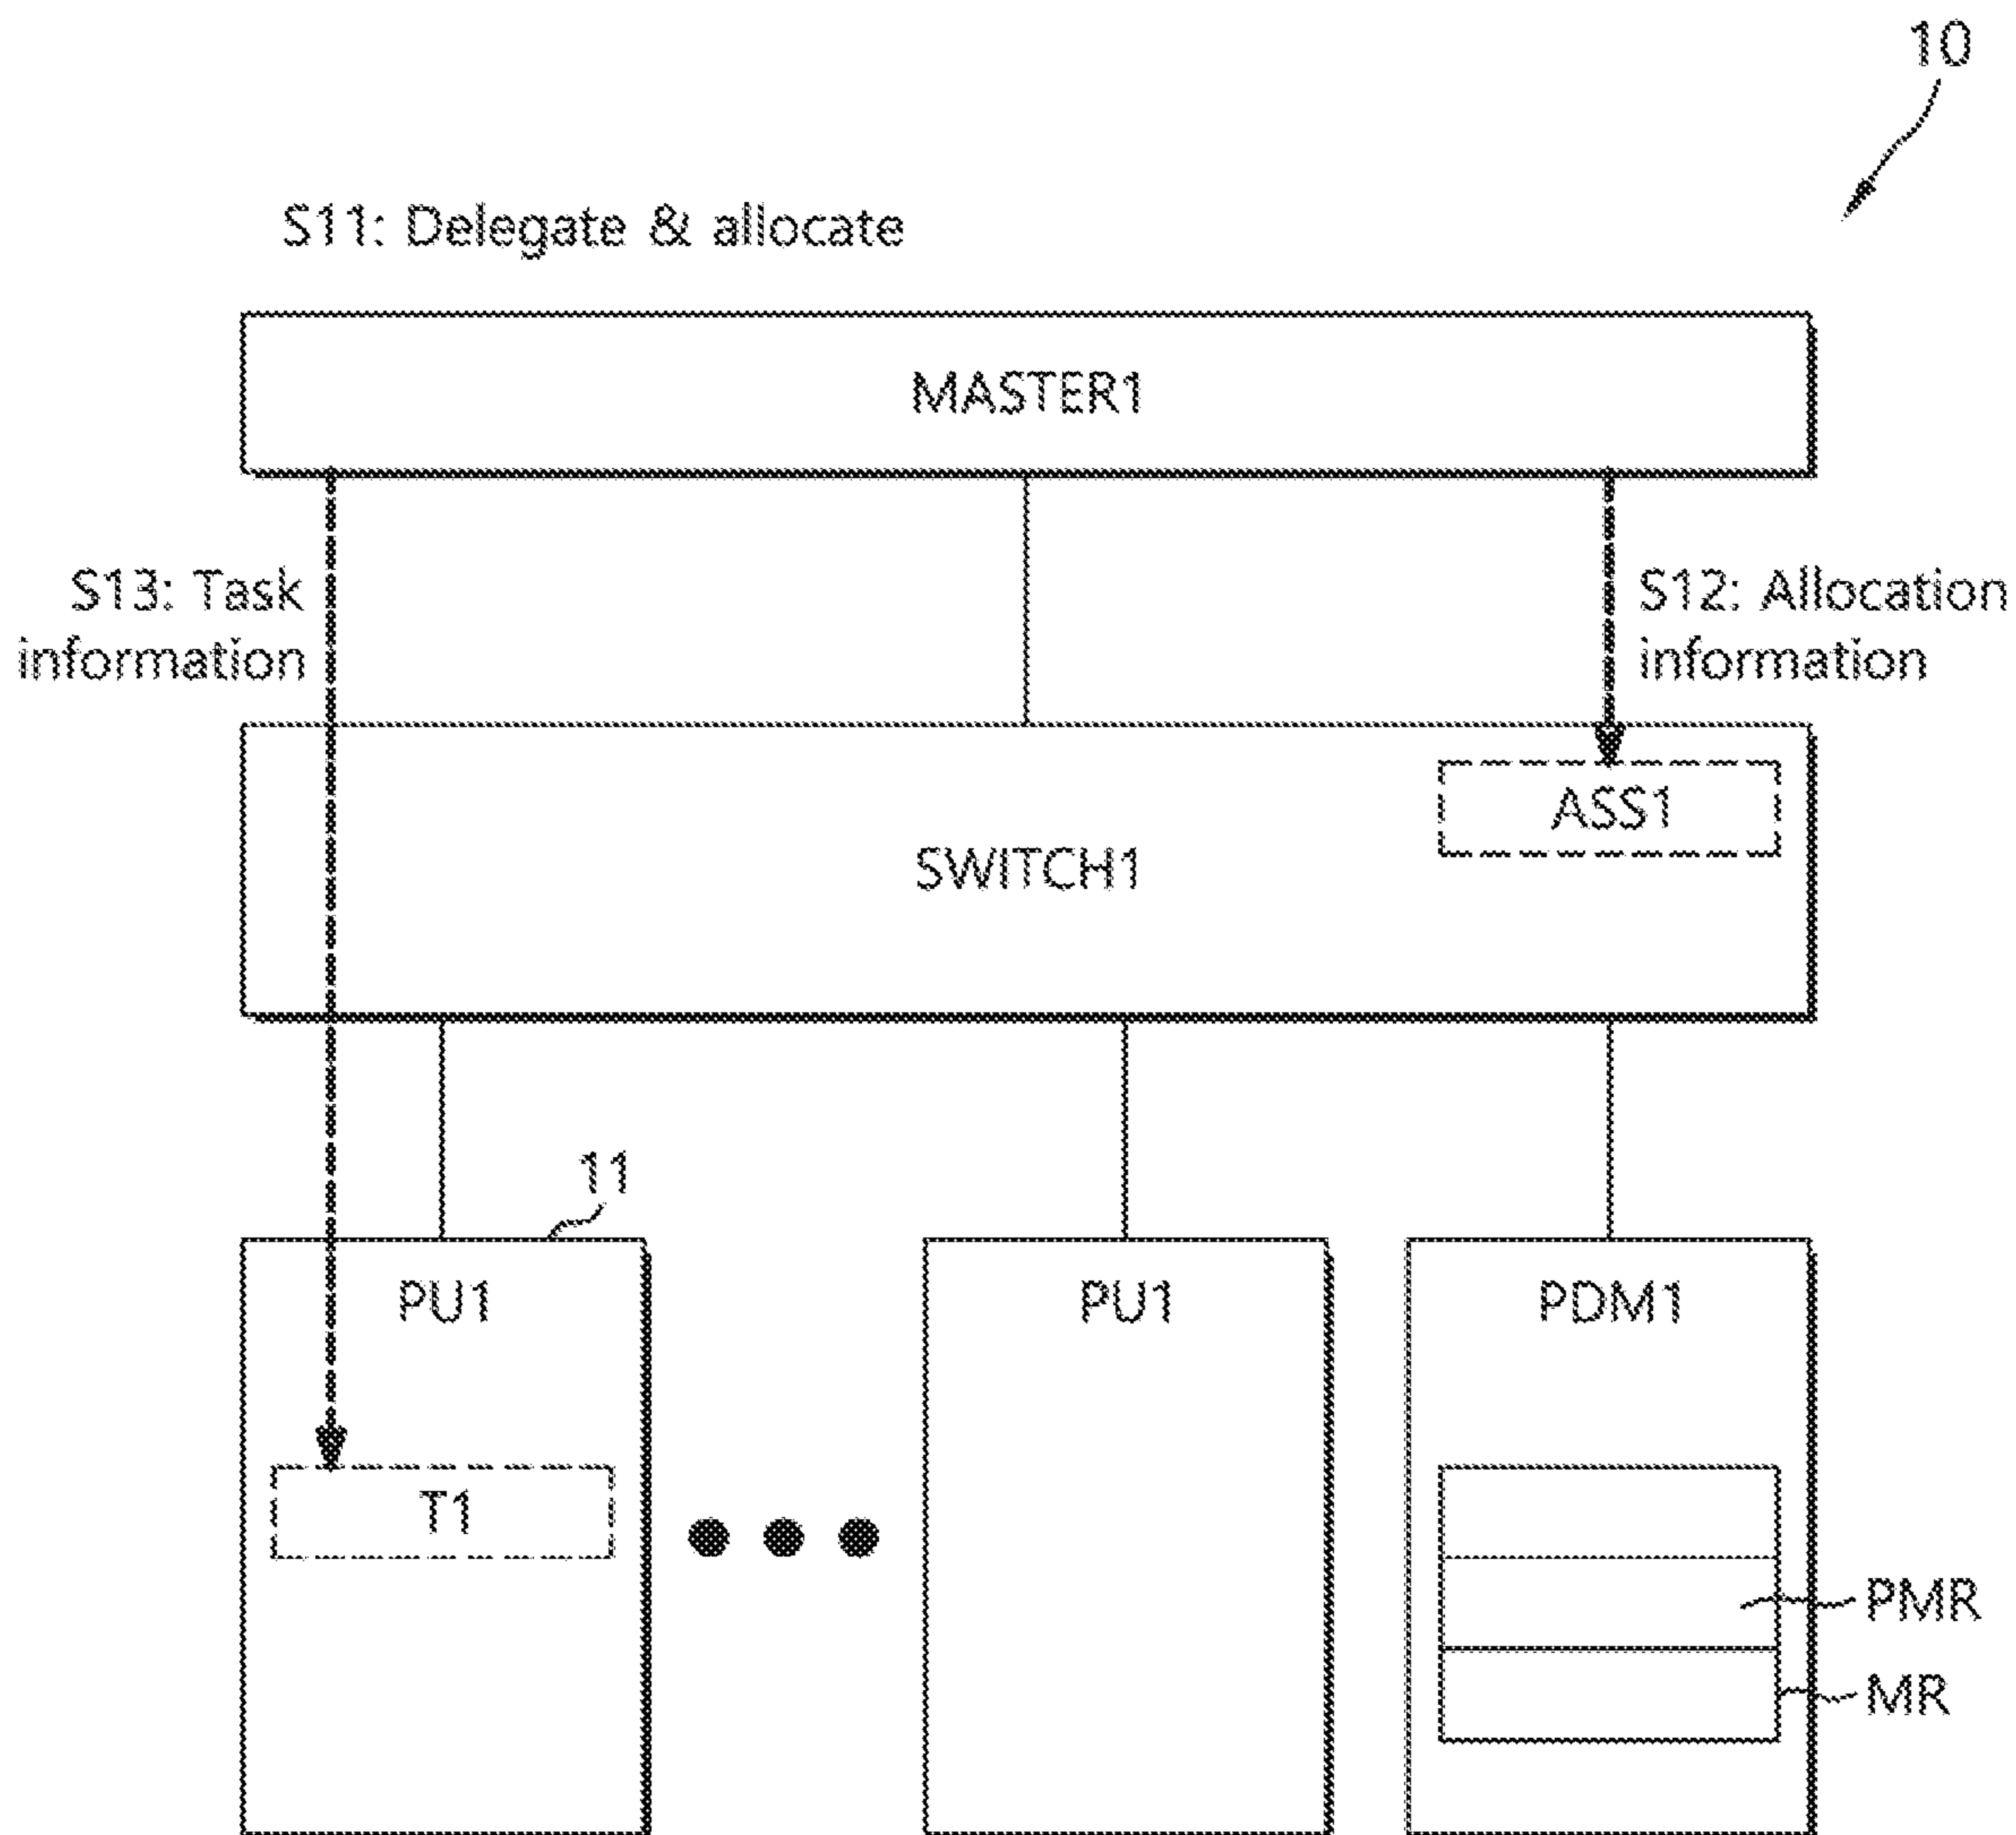 10
S11: Delegate & allocate
MASTER1
S13: Task
information
S12: Allocation
information
ASS1
SWITCH1
11
PU1
PU1
PDM1
T1
PMR
MR